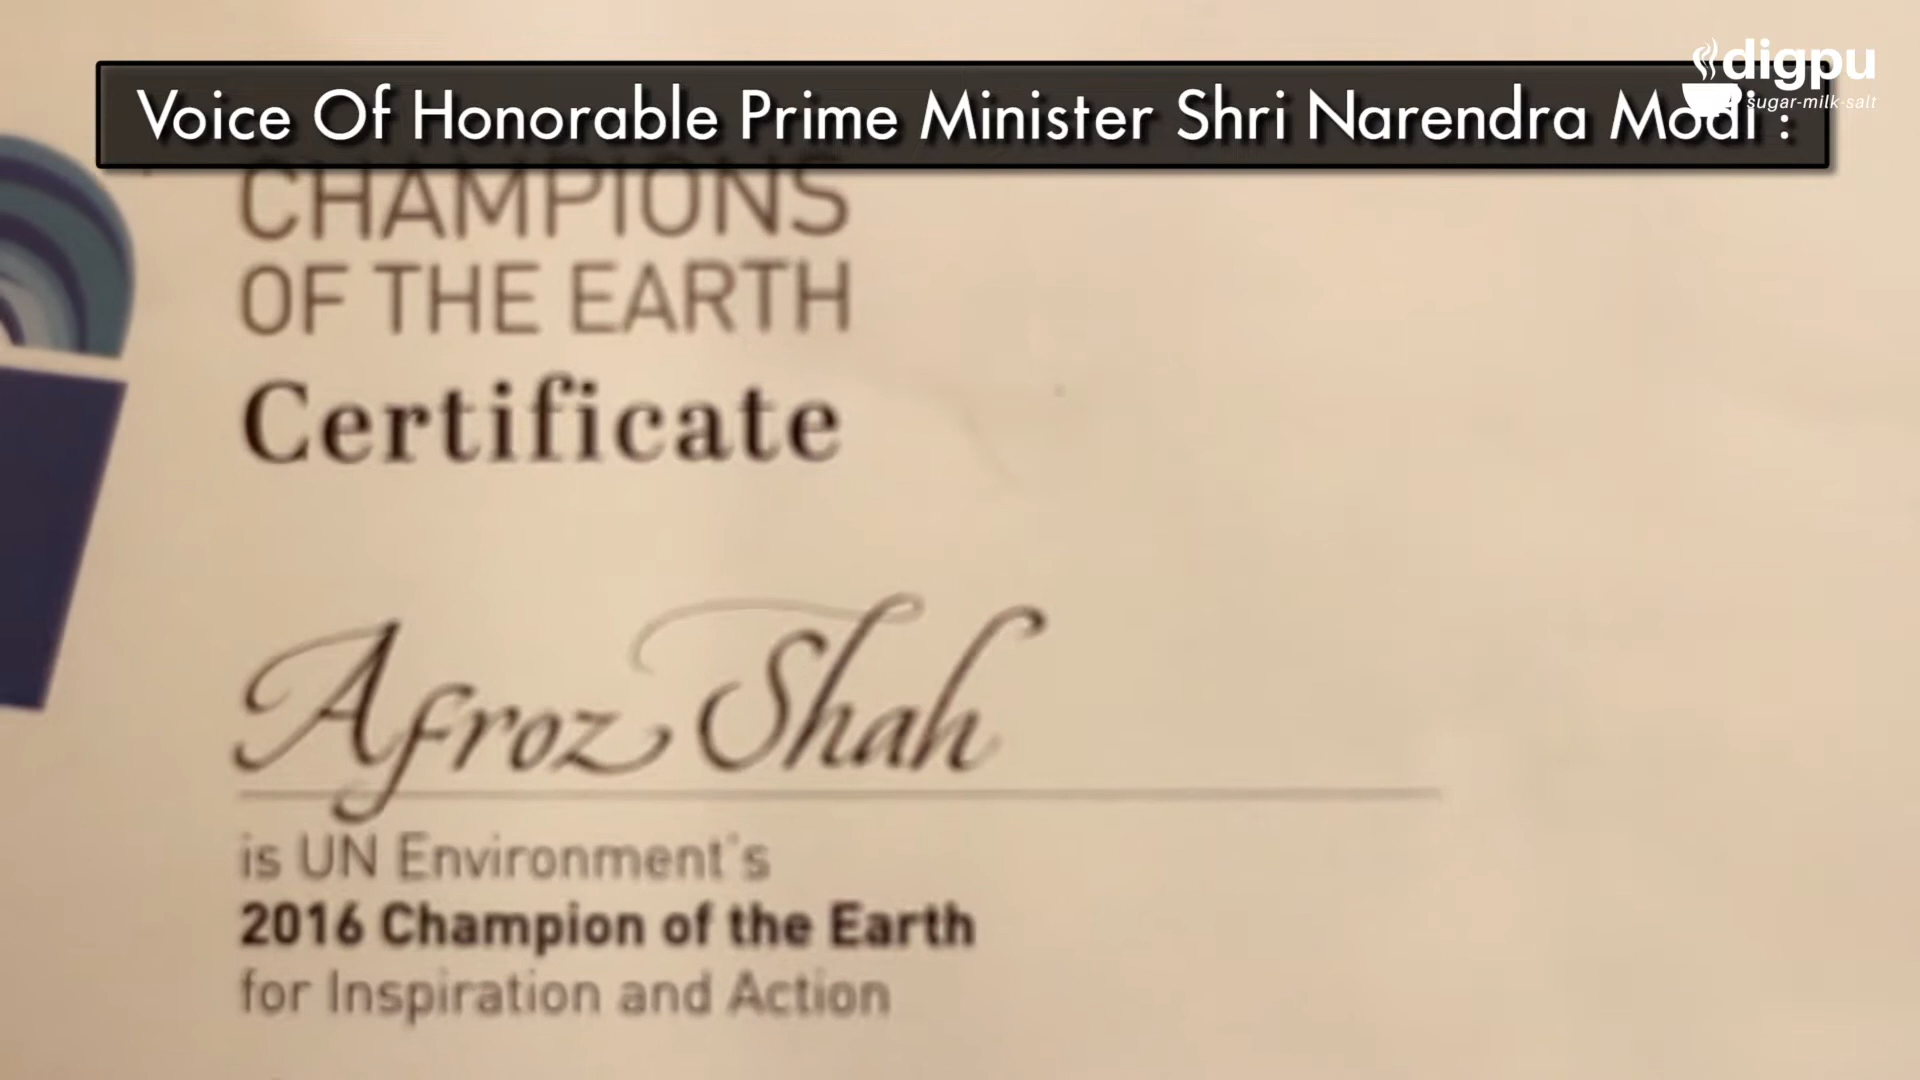 digpu
sugar-milk-salt
Voice Of Honorable Prime Minister Shri Narendra Modi :
CHAMPIONS
OF THE EARTH
Certificate
Afroz Shah
is UN Environment's
2016 Champion of the Earth
for Inspiration and Action